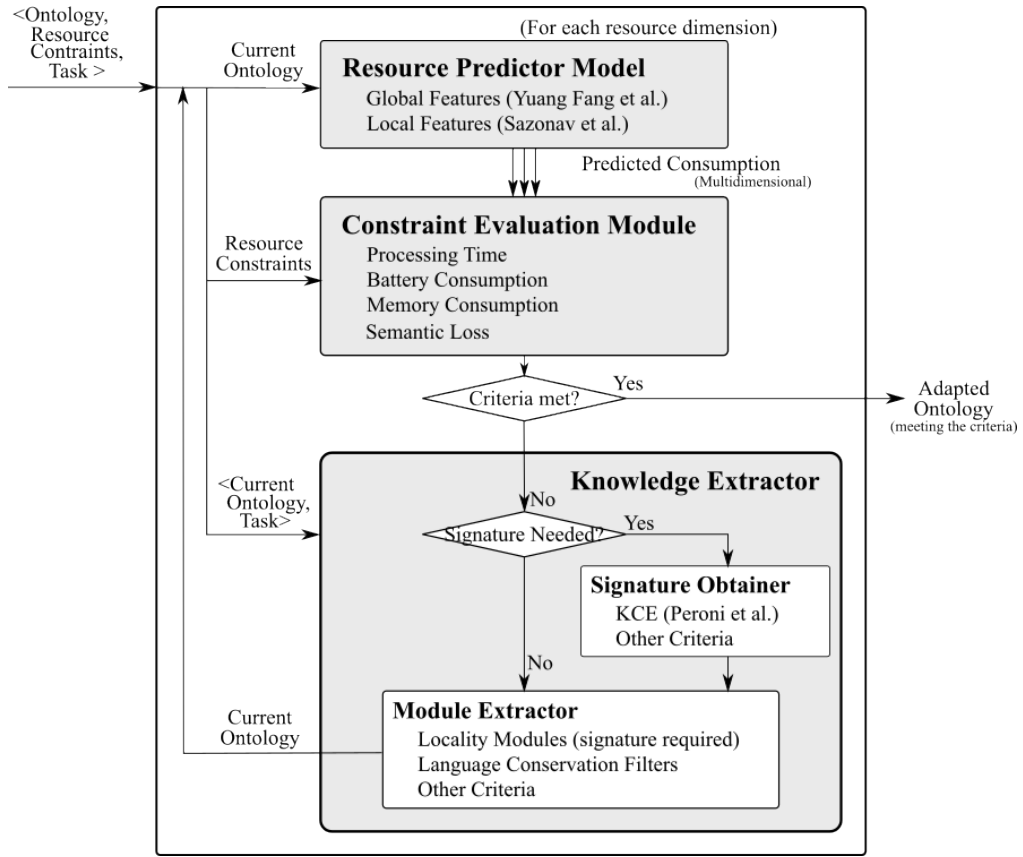 <Ontology,
Resource
Contraints,
Task >
(For each resource dimension)
Current
Ontology
Resource Predictor Model
Global Features (Yuang Fang et al.)
Local Features (Sazonav et al.)
Predicted Consumption
(Multidimensional)
Resource
Constraints
Constraint Evaluation Module
Processing Time
Battery Consumption
Memory Consumption
Semantic Loss
Criteria met?
Yes
Adapted
Ontology
(meeting the criteria)
<Current
Ontology,
Task>
Knowledge Extractor
No
Signature Needed?
Yes
Signature Obtainer
KCE (Peroni et al.)
Other Criteria
No
Current
Ontology
Module Extractor
Locality Modules (signature required)
Language Conservation Filters
Other Criteria